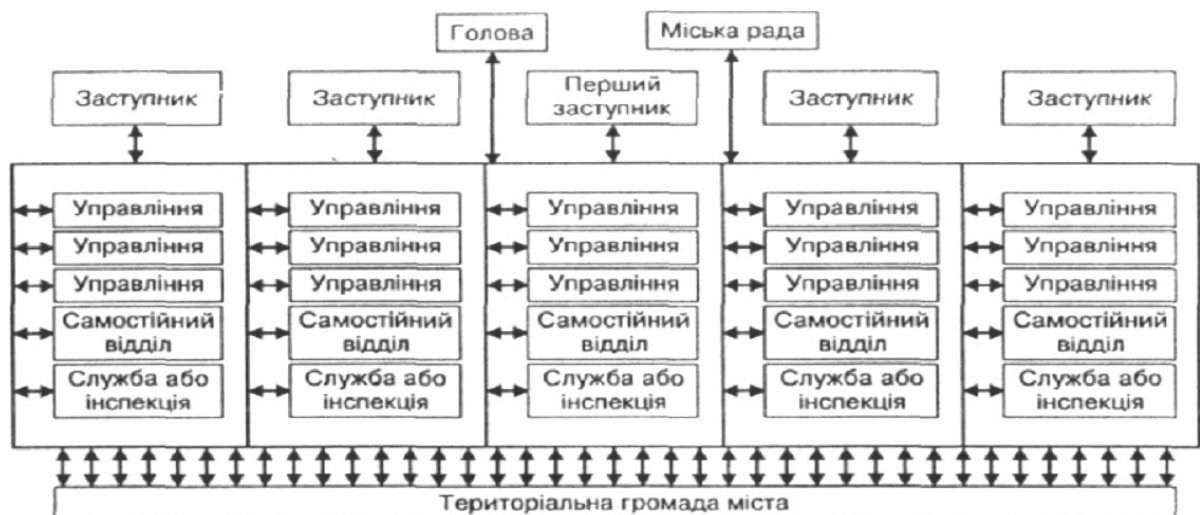 Голова
Міська рада
Заступник
Заступник
Перший
заступник
Заступник
Заступник
Управління
Управління
Управління
Самостійний
відділ
Служба або
інспекція
Управління
Управління
Управління
Самостійний
відділ
Служба або
інспекція
Управління
Управління
Управління
Самостійний
відділ
Служба або
інспекція
Управління
Управління
Управління
Самостійний
відділ
Служба або
інспекція
Управління
Управління
Управління
Самостійний
відділ
Служба або
інспекція
Територіальна громада міста